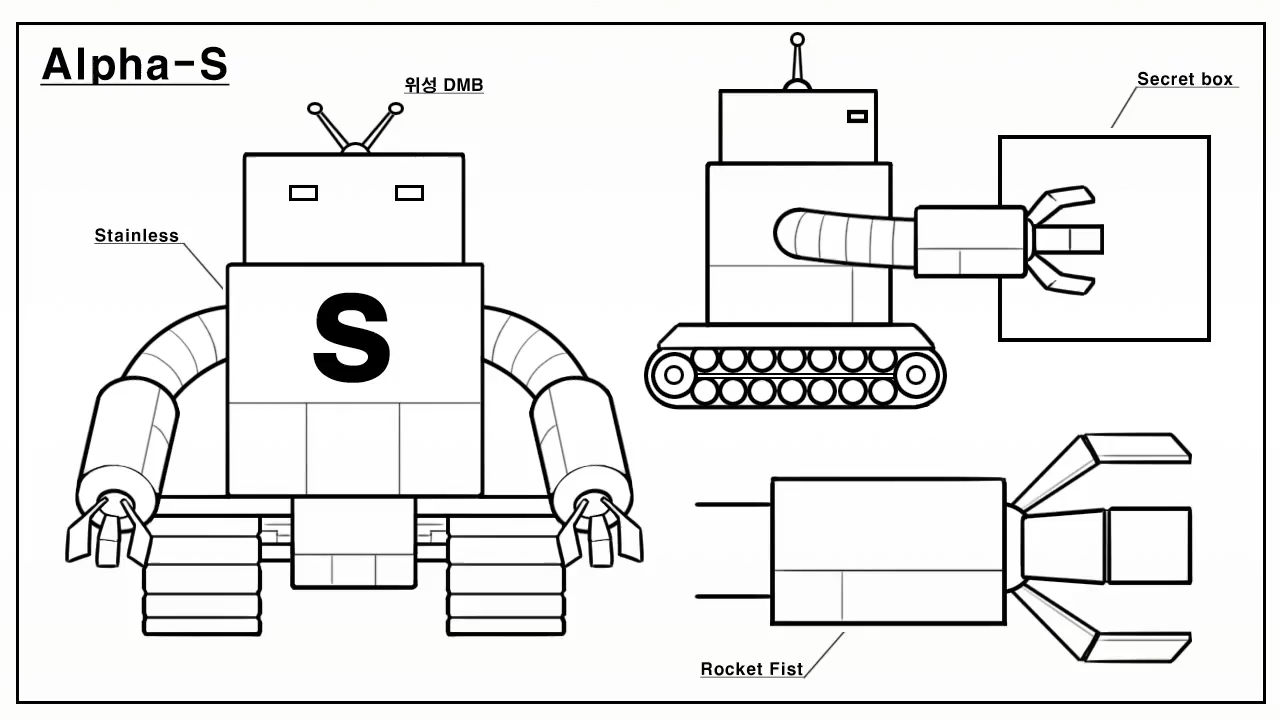 Alpha-S
위성 DMB
Secret box
Stainless
S
Rocket Fist